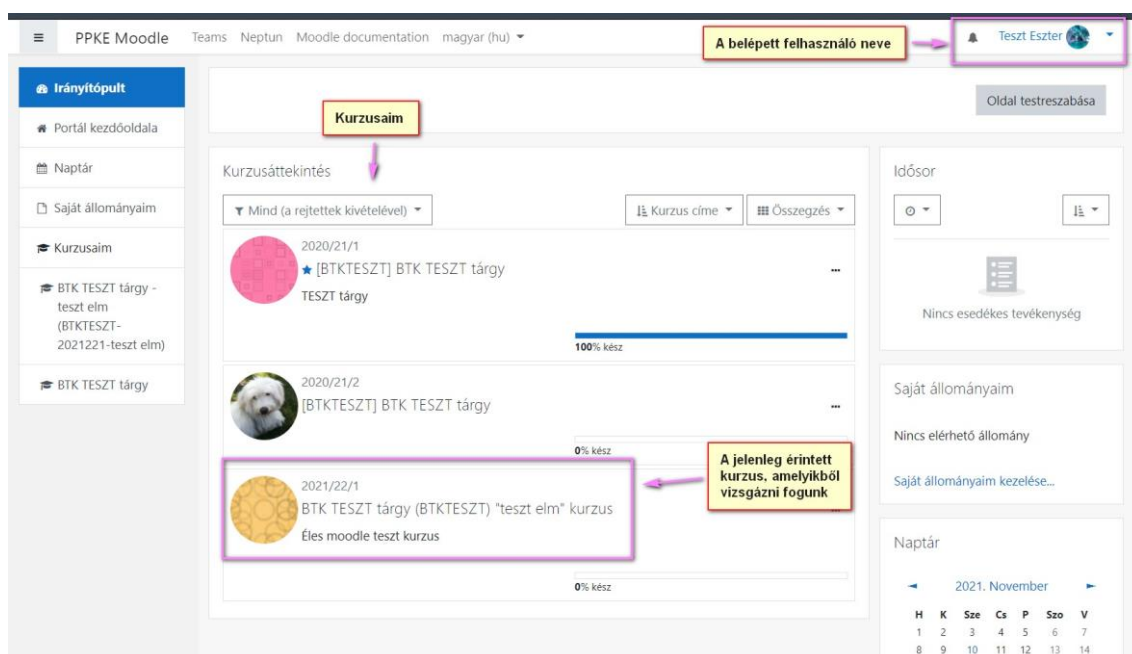 PPKE Moodle Teams Neptun Moodle documentation magyar (hu)
A belépett felhasználó neve
Teszt Eszter
Irányítópult
Portál kezdőoldala
Naptár
Saját állományaim
Kurzusaim
BTK TESZT tárgy -
teszt elm
(BTKTESZT-
2021221-teszt elm)
BTK TESZT tárgy
Oldal testreszabása
Kurzusaim
Kurzusáttekintés
Mind (a rejtettek kivételével)
Kurzus címe
Összegzés
2020/21/1
[BTKTESZT] BTK TESZT tárgy
TESZT tárgy
100% kész
2020/21/2
[BTKTESZT] BTK TESZT tárgy
0% kész
A jelenleg érintett
kurzus, amelyikből
vizsgázni fogunk
2021/22/1
BTK TESZT tárgy (BTKTESZT) "teszt elm" kurzus
Éles moodle teszt kurzus
0% kész
Idősor
Nincs esedékes tevékenység
Saját állományaim
Nincs elérhető állomány
Saját állományaim kezelése...
Naptár
2021. November
H K Sze Cs P Szo V
1 2 3 4 5 6 7
8 9 10 11 12 13 14